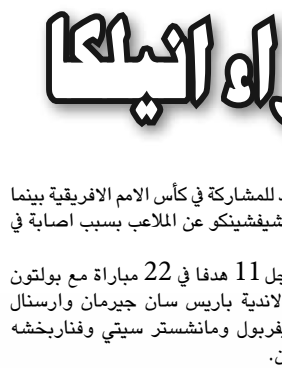 راء انيلكا
للمشاركة في كأس الامم الافريقية بينما
شيفشينكو عن الملاعب بسبب اصابة في
جل 11 هدفا في 22 مباراة مع بولتون
لاندية باريس سان جيرمان وارسنال
يفربول ومانشستر سيتي وفناربخشه
ن.